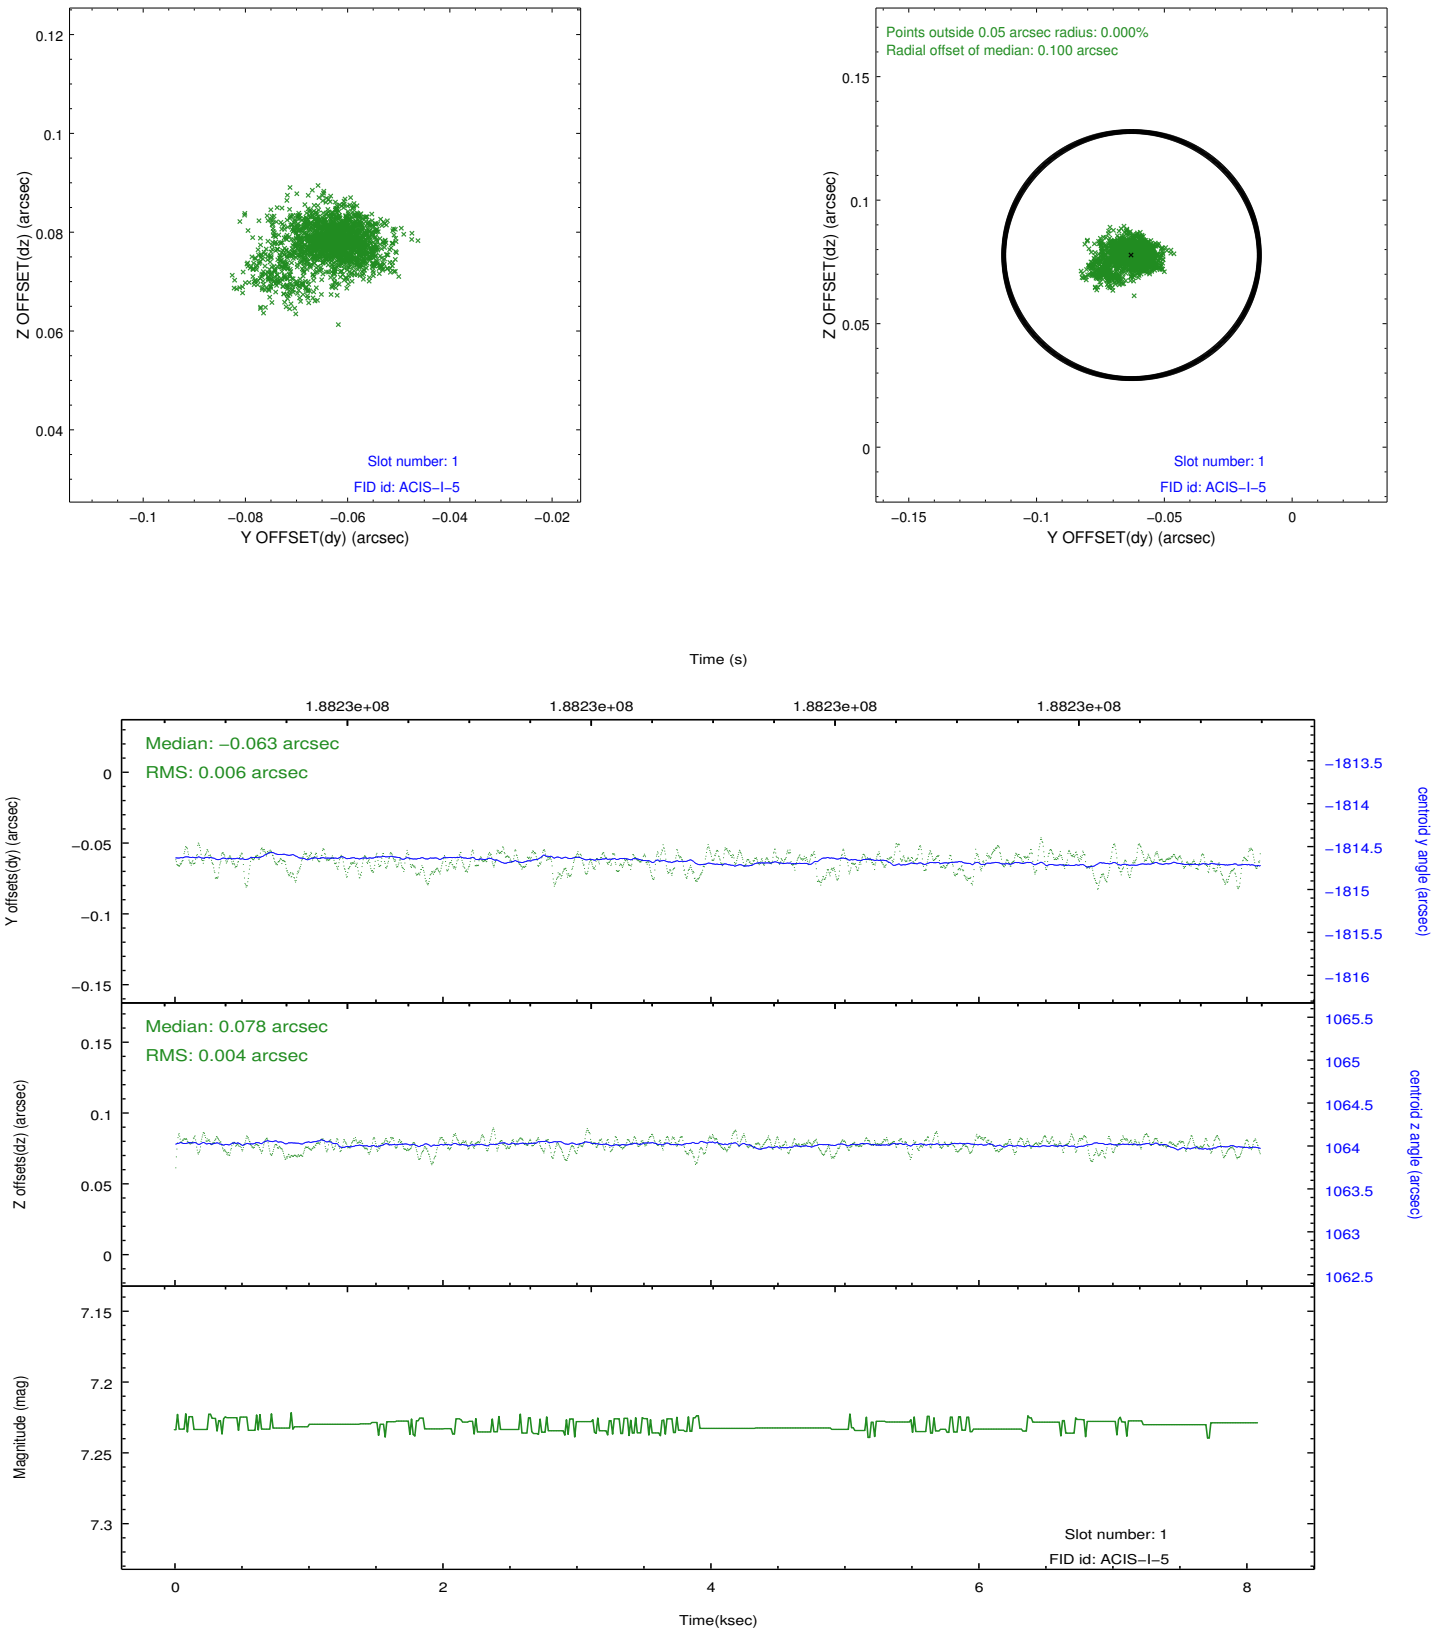 0.12
0.1
0.08
0.06
0.04
Z OFFSET(dz) (arcsec)
Slot number: 1
FID id: ACIS−I−5
−0.1
−0.08
−0.06
−0.04
−0.02
Y OFFSET(dy) (arcsec)
Points outside 0.05 arcsec radius: 0.000%
Radial offset of median: 0.100 arcsec
0.15
0.1
0.05
0
Z OFFSET(dz) (arcsec)
Slot number: 1
FID id: ACIS−I−5
−0.15
−0.1
−0.05
0
Y OFFSET(dy) (arcsec)
Time (s)
1.8823e+08
1.8823e+08
1.8823e+08
1.8823e+08
Median: −0.063 arcsec
RMS: 0.006 arcsec
0
−0.05
−0.1
−0.15
Y offsets(dy) (arcsec)
−1813.5
−1814
−1814.5
−1815
−1815.5
−1816
centroid y angle (arcsec)
Median: 0.078 arcsec
RMS: 0.004 arcsec
0.15
0.1
0.05
0
Z offsets(dz) (arcsec)
1065.5
1065
1064.5
1064
1063.5
1063
1062.5
centroid z angle (arcsec)
7.15
7.2
7.25
7.3
Magnitude (mag)
Slot number: 1
FID id: ACIS−I−5
0
2
4
6
8
Time(ksec)